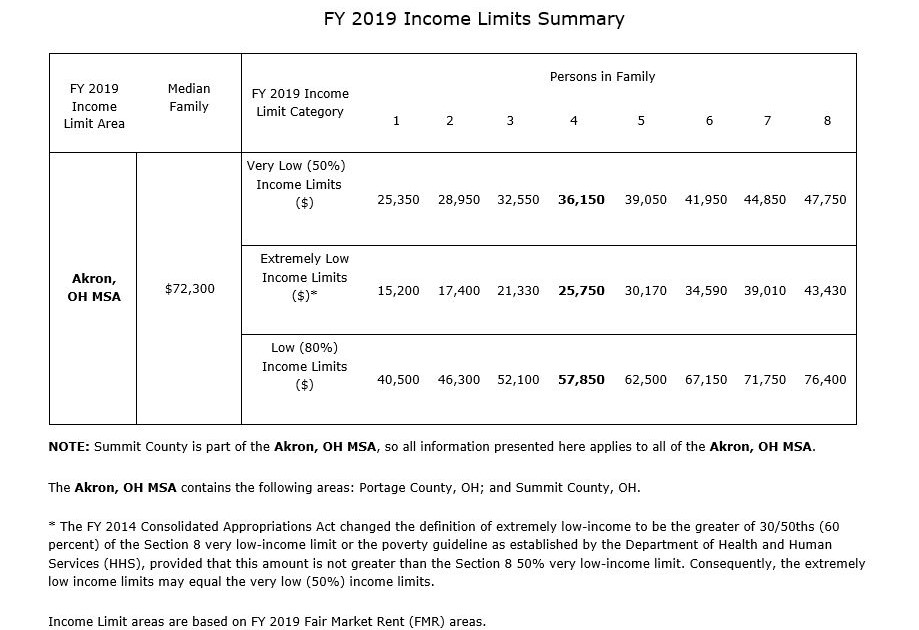 FY 2019 Income Limits Summary
FY 2019
Income
Limit Area
Median
Family
FY 2019 Income
Limit Category
Persons in Family
1 2 3 4 5 6 7 8
Akron,
OH MSA
$72,300
Very Low (50%)
Income Limits
($)
25,350 28,950 32,550 36,150 39,050 41,950 44,850 47,750
Extremely Low
Income Limits
($)*
15,200 17,400 21,330 25,750 30,170 34,590 39,010 43,430
Low (80%)
Income Limits
($)
40,500 46,300 52,100 57,850 62,500 67,150 71,750 76,400
NOTE: Summit County is part of the Akron, OH MSA, so all information presented here applies to all of the Akron, OH MSA.
The Akron, OH MSA contains the following areas: Portage County, OH; and Summit County, OH.
* The FY 2014 Consolidated Appropriations Act changed the definition of extremely low-income to be the greater of 30/50ths (60
percent) of the Section 8 very low-income limit or the poverty guideline as established by the Department of Health and Human
Services (HHS), provided that this amount is not greater than the Section 8 50% very low-income limit. Consequently, the extremely
low income limits may equal the very low (50%) income limits.
Income Limit areas are based on FY 2019 Fair Market Rent (FMR) areas.